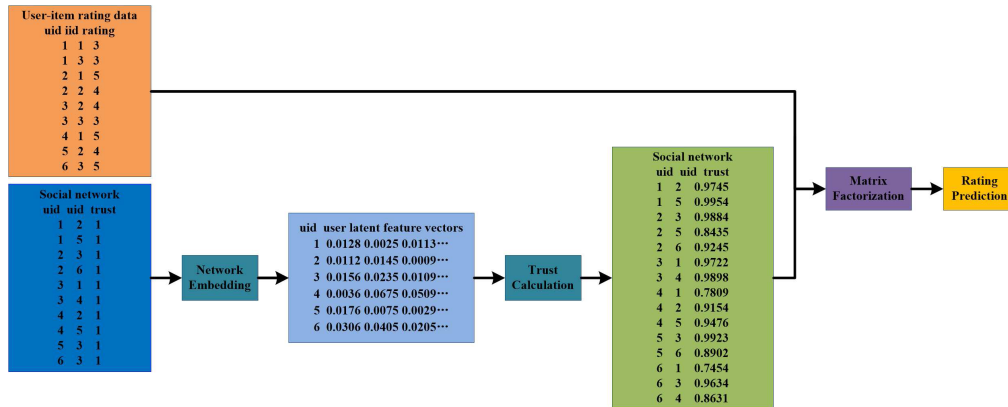 User-item rating data
uid iid rating
1 1 3
1 3 3
2 1 5
2 2 4
3 2 4
3 3 3
4 1 5
5 2 4
6 3 5
Social network
uid uid trust
1 2 1
1 5 1
2 3 1
2 6 1
3 1 1
3 4 1
4 2 1
4 5 1
5 3 1
6 3 1
Network
Embedding
uid user latent feature vectors
1 0.0128 0.0025 0.0113···
2 0.0112 0.0145 0.0009···
3 0.0156 0.0235 0.0109···
4 0.0036 0.0675 0.0509···
5 0.0176 0.0075 0.0029···
6 0.0306 0.0405 0.0205···
Trust
Calculation
Social network
uid uid trust
1 2 0.9745
1 5 0.9954
2 3 0.9884
2 5 0.8435
2 6 0.9245
3 1 0.9722
3 4 0.9898
4 1 0.7809
4 2 0.9154
4 5 0.9476
5 3 0.9923
5 6 0.8902
6 1 0.7454
6 3 0.9634
6 4 0.8631
Matrix
Factorization
Rating
Prediction